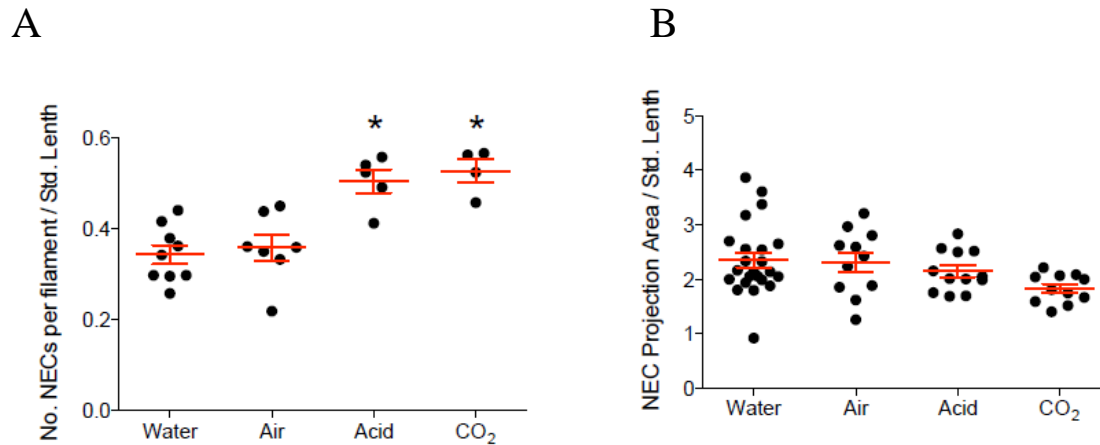 A
B
No. NECs per filament / Std. Lenth
0.6
0.4
0.2
0.0
*
*
Water
Air
Acid
CO₂
NEC Projection Area / Std. Lenth
5
4
3
2
1
0
Water
Air
Acid
CO₂